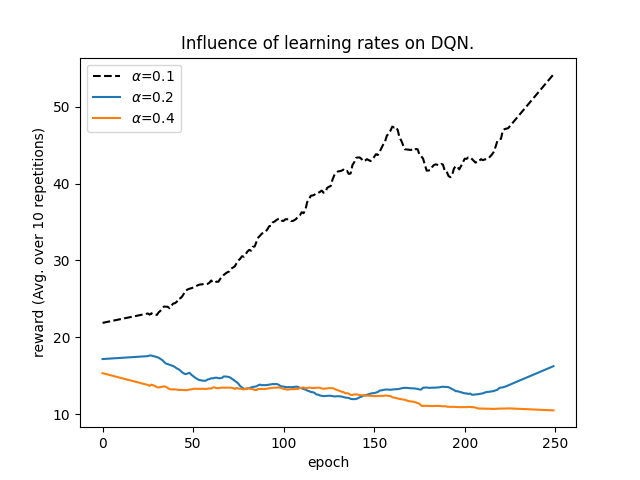 Influence of learning rates on DQN.
α=0.1
α=0.2
α=0.4
reward (Avg. over 10 repetitions)
50
40
30
20
10
0 50 100 150 200 250
epoch